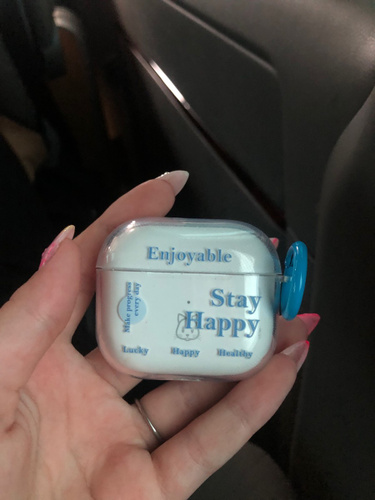 Enjoyable
Stay
Happy
Make progress
day every
Lucky
Happy
Healthy